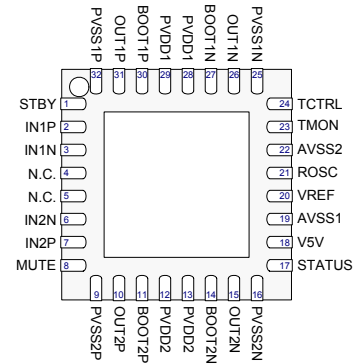 PVSS1P
OUT1P
BOOT1P
PVDD1
PVDD1
BOOT1N
OUT1N
PVSS1N
32 31 30 29 28 27 26 25
STBY 1
IN1P 2
IN1N 3
N.C. 4
N.C. 5
IN2N 6
IN2P 7
MUTE 8
24 TCTRL
23 TMON
22 AVSS2
21 ROSC
20 VREF
19 AVSS1
18 V5V
17 STATUS
9 10 11 12 13 14 15 16
PVSS2P
OUT2P
BOOT2P
PVDD2
PVDD2
BOOT2N
OUT2N
PVSS2N